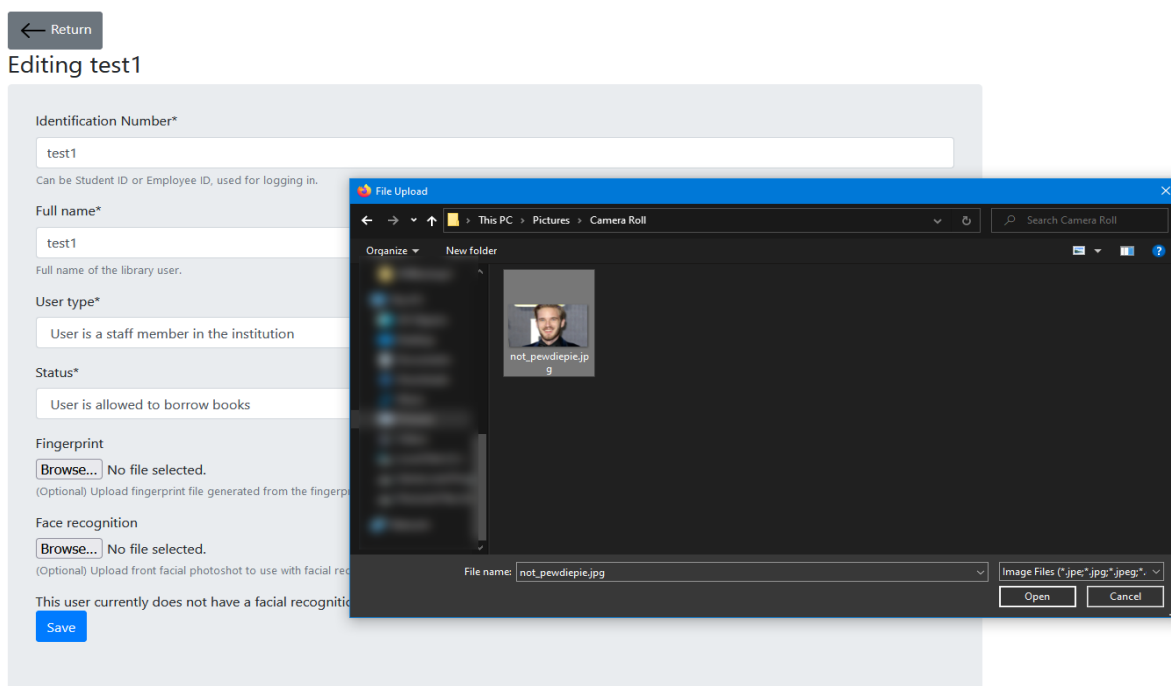 Return
Editing test1
Identification Number*
test1
Can be Student ID or Employee ID, used for logging in.
Full name*
test1
Full name of the library user.
User type*
User is a staff member in the institution
Status*
User is allowed to borrow books
Fingerprint
Browse... No file selected.
(Optional) Upload fingerprint file generated from the
Face recognition
Browse... No file selected.
(Optional) Upload front facial photoshot to use with facial
This user currently does not have a facial
Save
File Upload
This PC > Pictures > Camera Roll
Search Camera Roll
Organize New folder
not_pewdiepie.jp
g
File name: not_pewdiepie.jpg
Image Files (*.jpe;*.jpg;*.jpeg;*.
Open Cancel